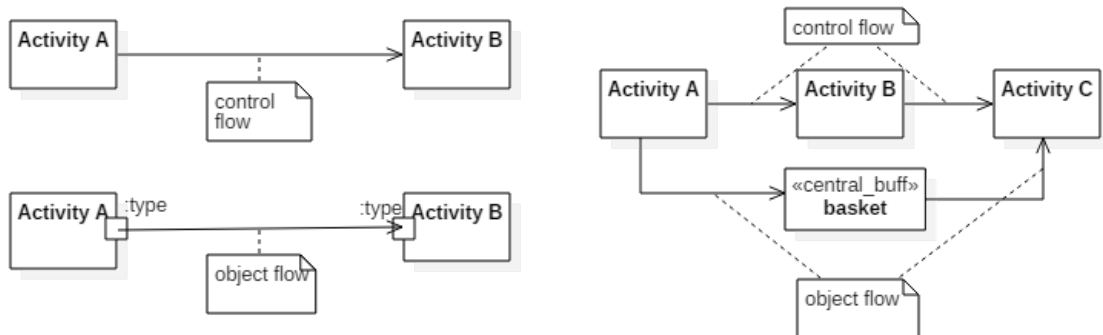 Activity A
Activity B
control
flow
Activity A
:type
:type
Activity B
object flow
control flow
Activity A
Activity B
Activity C
«central_buff»
basket
object flow